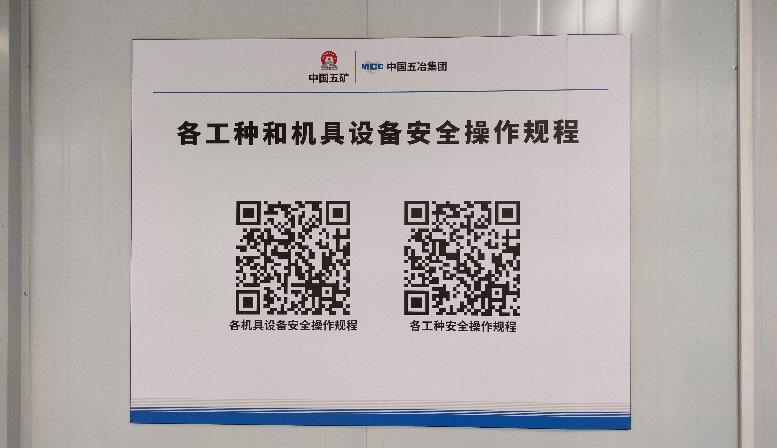 中国五矿
MCC 中国五冶集团
各工种和机具设备安全操作规程
各机具设备安全操作规程
各工种安全操作规程